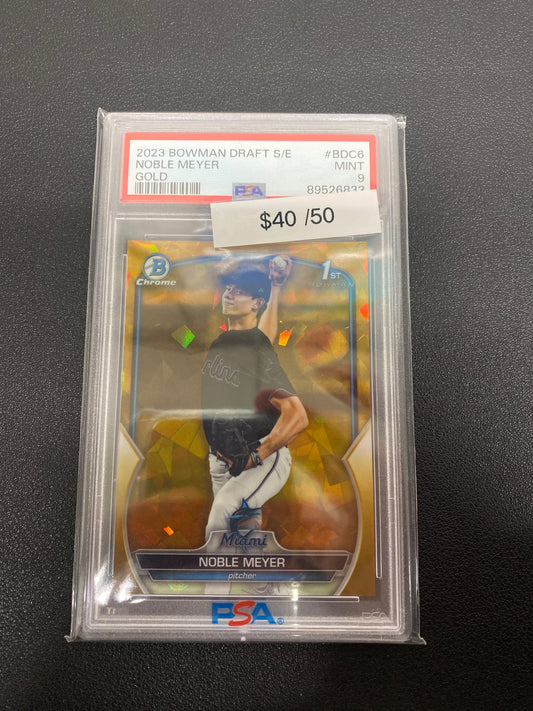 2023 BOWMAN DRAFT S/E #BDC6
NOBLE MEYER MINT
GOLD 9
PSA 89526833
$40 /50
B 1ST
Chrome
Miami
NOBLE MEYER
pitcher
PSA